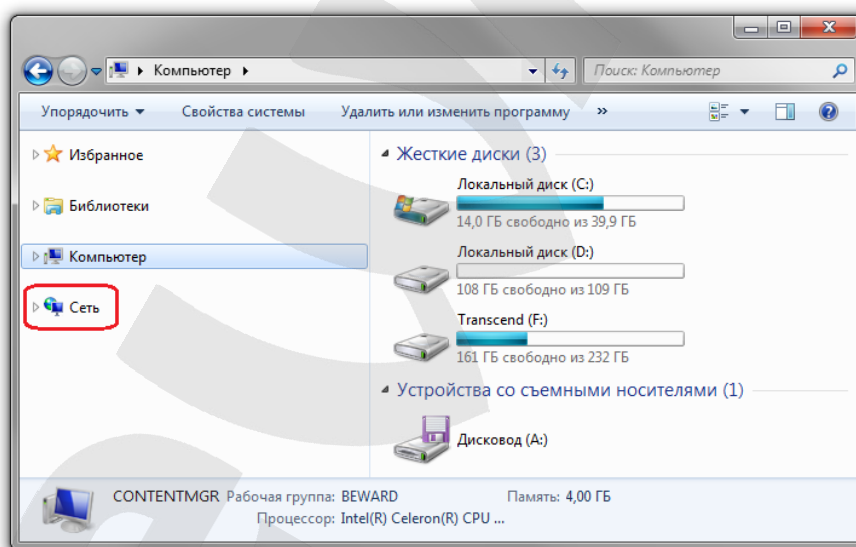 Компьютер
Поиск: Компьютер
Упорядочить Свойства системы Удалить или изменить программу »
Избранное
Библиотеки
Компьютер
Сеть
Жесткие диски (3)
Локальный диск (C:)
14,0 ГБ свободно из 39,9 ГБ
Локальный диск (D:)
108 ГБ свободно из 109 ГБ
Transcend (F:)
161 ГБ свободно из 232 ГБ
Устройства со съемными носителями (1)
Дисковод (A:)
CONTENTMGR Рабочая группа: BEWARD Память: 4,00 ГБ
Процессор: Intel(R) Celeron(R) CPU ...